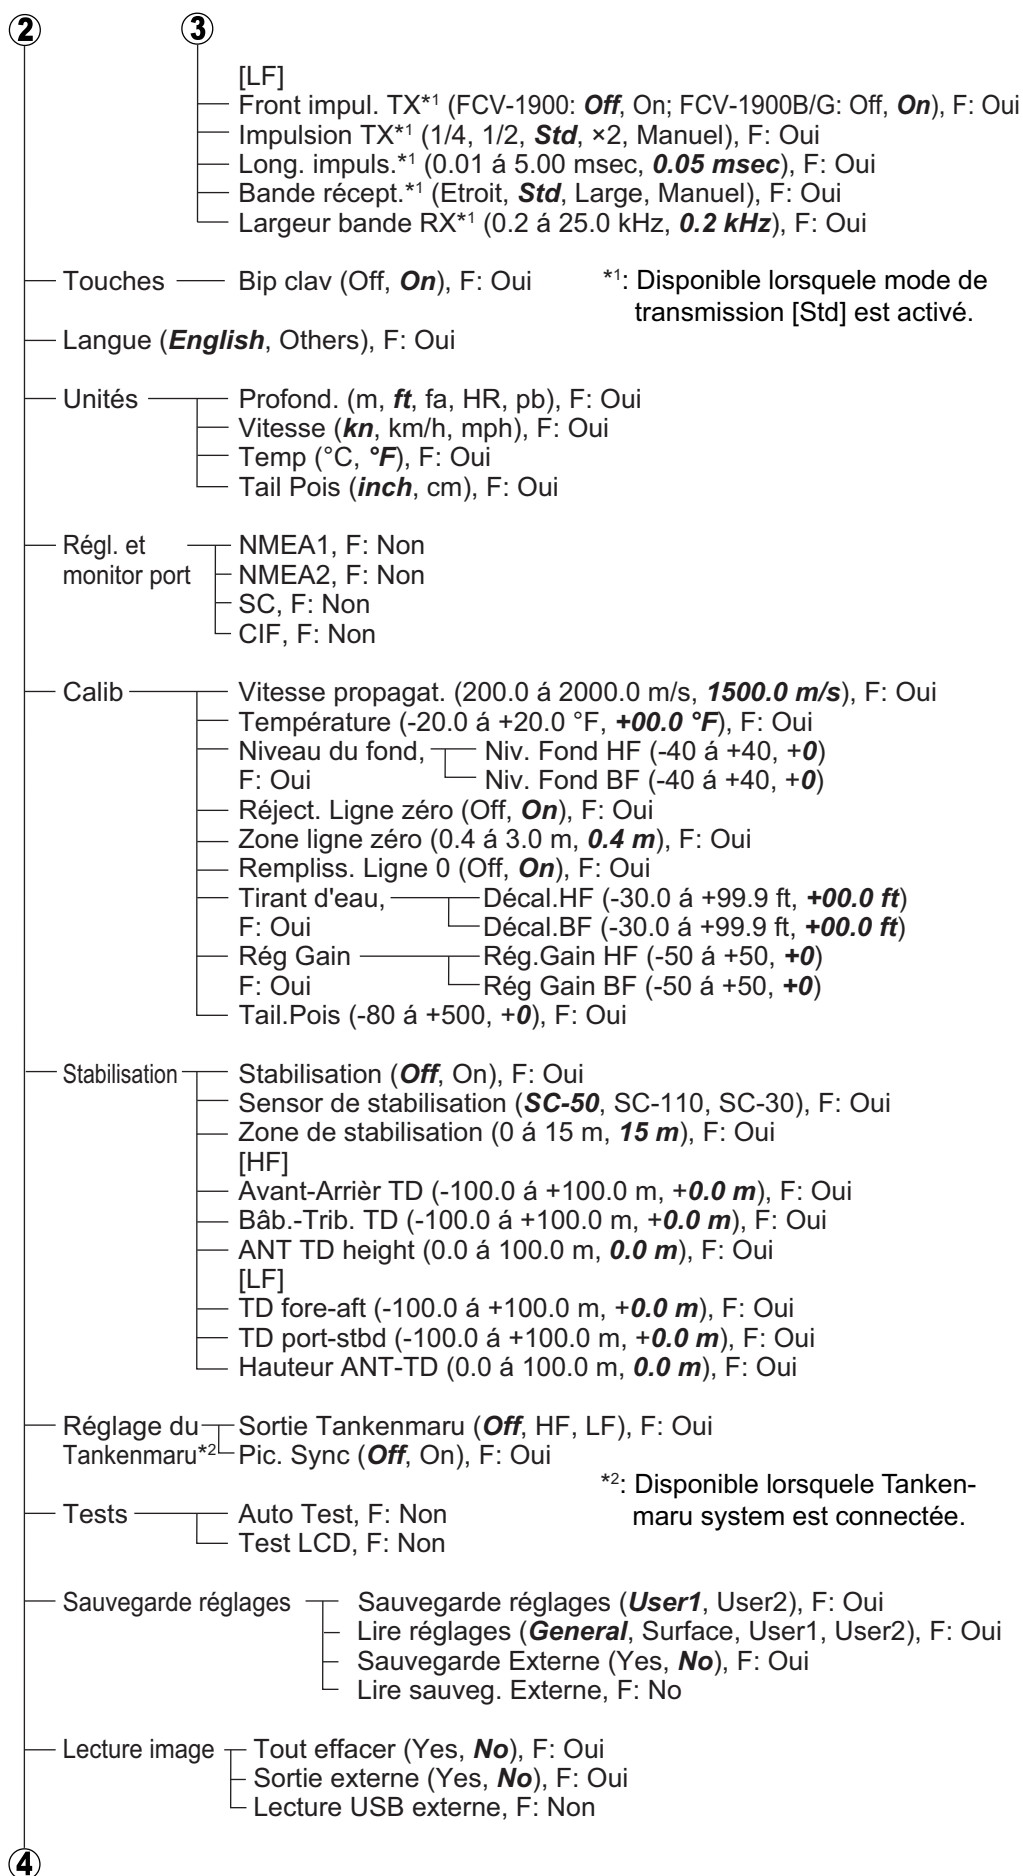 2 3
[LF]
Front impul. TX*1 (FCV-1900: Off, On; FCV-1900B/G: Off, On), F: Oui
Impulsion TX*1 (1/4, 1/2, Std, ×2, Manuel), F: Oui
Long. impuls.*1 (0.01 á 5.00 msec, 0.05 msec), F: Oui
Bande récept.*1 (Etroit, Std, Large, Manuel), F: Oui
Largeur bande RX*1 (0.2 á 25.0 kHz, 0.2 kHz), F: Oui
Touches Bip clav (Off, On), F: Oui
*1: Disponible lorsquele mode de
transmission [Std] est activé.
Langue (English, Others), F: Oui
Unités Profond. (m, ft, fa, HR, pb), F: Oui
Vitesse (kn, km/h, mph), F: Oui
Temp (°C, °F), F: Oui
Tail Pois (inch, cm), F: Oui
Régl. et NMEA1, F: Non
monitor port NMEA2, F: Non
SC, F: Non
CIF, F: Non
Calib Vitesse propagat. (200.0 á 2000.0 m/s, 1500.0 m/s), F: Oui
Température (-20.0 á +20.0 °F, +00.0 °F), F: Oui
Niveau du fond, Niv. Fond HF (-40 á +40, +0)
F: Oui Niv. Fond BF (-40 á +40, +0)
Réject. Ligne zéro (Off, On), F: Oui
Zone ligne zéro (0.4 á 3.0 m, 0.4 m), F: Oui
Rempliss. Ligne 0 (Off, On), F: Oui
Tirant d'eau, Décal.HF (-30.0 á +99.9 ft, +00.0 ft)
F: Oui Décal.BF (-30.0 á +99.9 ft, +00.0 ft)
Rég Gain Rég.Gain HF (-50 á +50, +0)
F: Oui Rég Gain BF (-50 á +50, +0)
Tail.Pois (-80 á +500, +0), F: Oui
Stabilisation Stabilisation (Off, On), F: Oui
Sensor de stabilisation (SC-50, SC-110, SC-30), F: Oui
Zone de stabilisation (0 á 15 m, 15 m), F: Oui
[HF]
Avant-Arrièr TD (-100.0 á +100.0 m, +0.0 m), F: Oui
Bâb.-Trib. TD (-100.0 á +100.0 m, +0.0 m), F: Oui
ANT TD height (0.0 á 100.0 m, 0.0 m), F: Oui
[LF]
TD fore-aft (-100.0 á +100.0 m, +0.0 m), F: Oui
TD port-stbd (-100.0 á +100.0 m, +0.0 m), F: Oui
Hauteur ANT-TD (0.0 á 100.0 m, 0.0 m), F: Oui
Réglage du Sortie Tankenmaru (Off, HF, LF), F: Oui
Tankenmaru*2 Pic. Sync (Off, On), F: Oui
*2: Disponible lorsquele Tanken-
maru system est connectée.
Tests Auto Test, F: Non
Test LCD, F: Non
Sauvegarde réglages Sauvegarde réglages (User1, User2), F: Oui
Lire réglages (General, Surface, User1, User2), F: Oui
Sauvegarde Externe (Yes, No), F: Oui
Lire sauveg. Externe, F: No
Lecture image Tout effacer (Yes, No), F: Oui
Sortie externe (Yes, No), F: Oui
Lecture USB externe, F: Non
4